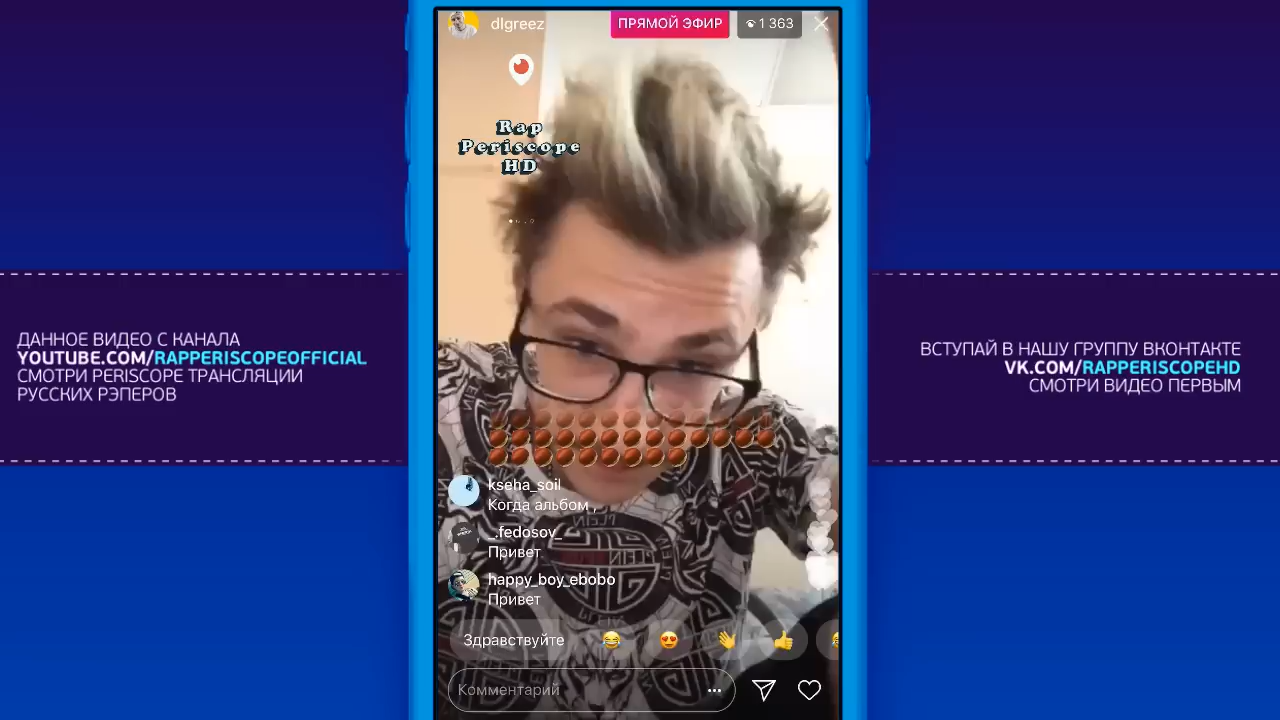 dlgreez
ПРЯМОЙ ЭФИР
1 363
Rap
Periscope
HD
ДАННОЕ ВИДЕО С КАНАЛА
YOUTUBE.COM/RAPPERISCOPEOFFICIAL
СМОТРИ PERISCOPE ТРАНСЛЯЦИИ
РУССКИХ РЭПЕРОВ
ВСТУПАЙ В НАШУ ГРУППУ ВКОНТАКТЕ
VK.COM/RAPPERISCOPEHD
СМОТРИ ВИДЕО ПЕРВЫМ
kseha_soil
Когда альбом ,
_.fedosov_
Привет
happy_boy_ebobo
Привет
Здравствуйте
Комментарий